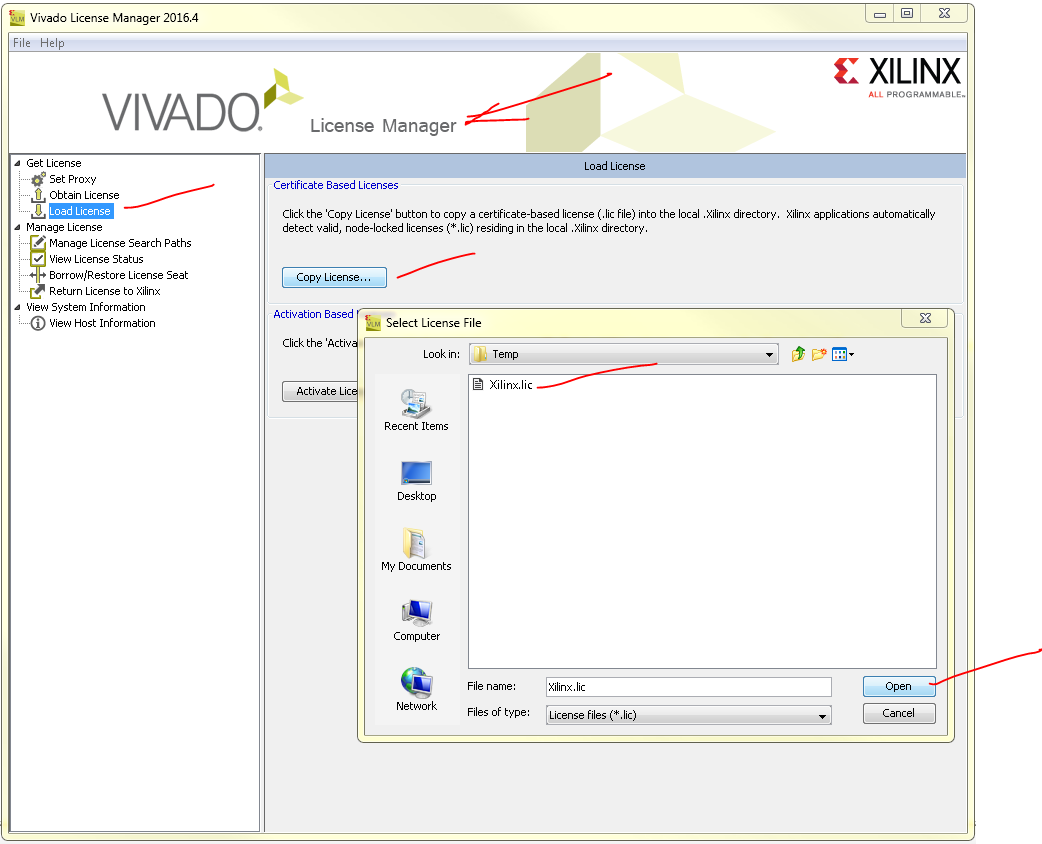 VLM Vivado License Manager 2016.4
File Help
VIVADO.
License Manager
XILINX
ALL PROGRAMMABLE™
Get License
Set Proxy
Obtain License
Load License
Manage License
Manage License Search Paths
View License Status
Borrow/Restore License Seat
Return License to Xilinx
View System Information
View Host Information
Load License
Certificate Based Licenses
Click the 'Copy License' button to copy a certificate-based license (.lic file) into the local .Xilinx directory. Xilinx applications automatically
detect valid, node-locked licenses (*.lic) residing in the local .Xilinx directory.
Copy License...
Activation Based
Click the 'Activa
Activate Lice
VLM Select License File
Look in: Temp
Xilinx.lic
Recent Items
Desktop
My Documents
Computer
Network
File name: Xilinx.lic
Open
Files of type: License files (*.lic)
Cancel